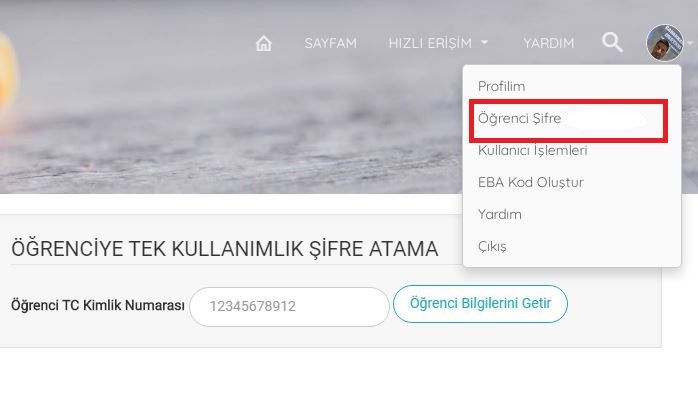 SAYFAM HIZLI ERİŞİM YARDIM
Profilim
Öğrenci Şifre
Kullanıcı İşlemleri
EBA Kod Oluştur
Yardım
Çıkış
ÖĞRENCİYE TEK KULLANIMLIK ŞİFRE ATAMA
Öğrenci TC Kimlik Numarası 12345678912 Öğrenci Bilgilerini Getir